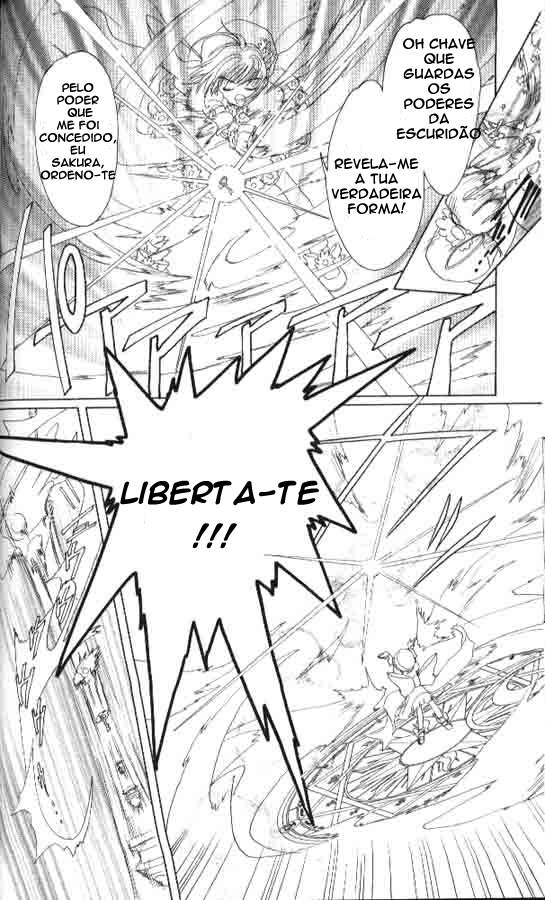 OH CHAVE
QUE
GUARDAS
OS
PODERES
DA
ESCURIDÃO
REVELA-ME
A TUA
VERDADEIRA
FORMA!
PELO
PODER
QUE
ME FOI
CONCEDIDO,
EU
SAKURA,
ORDENO-TE
LIBERTA-TE
!!!